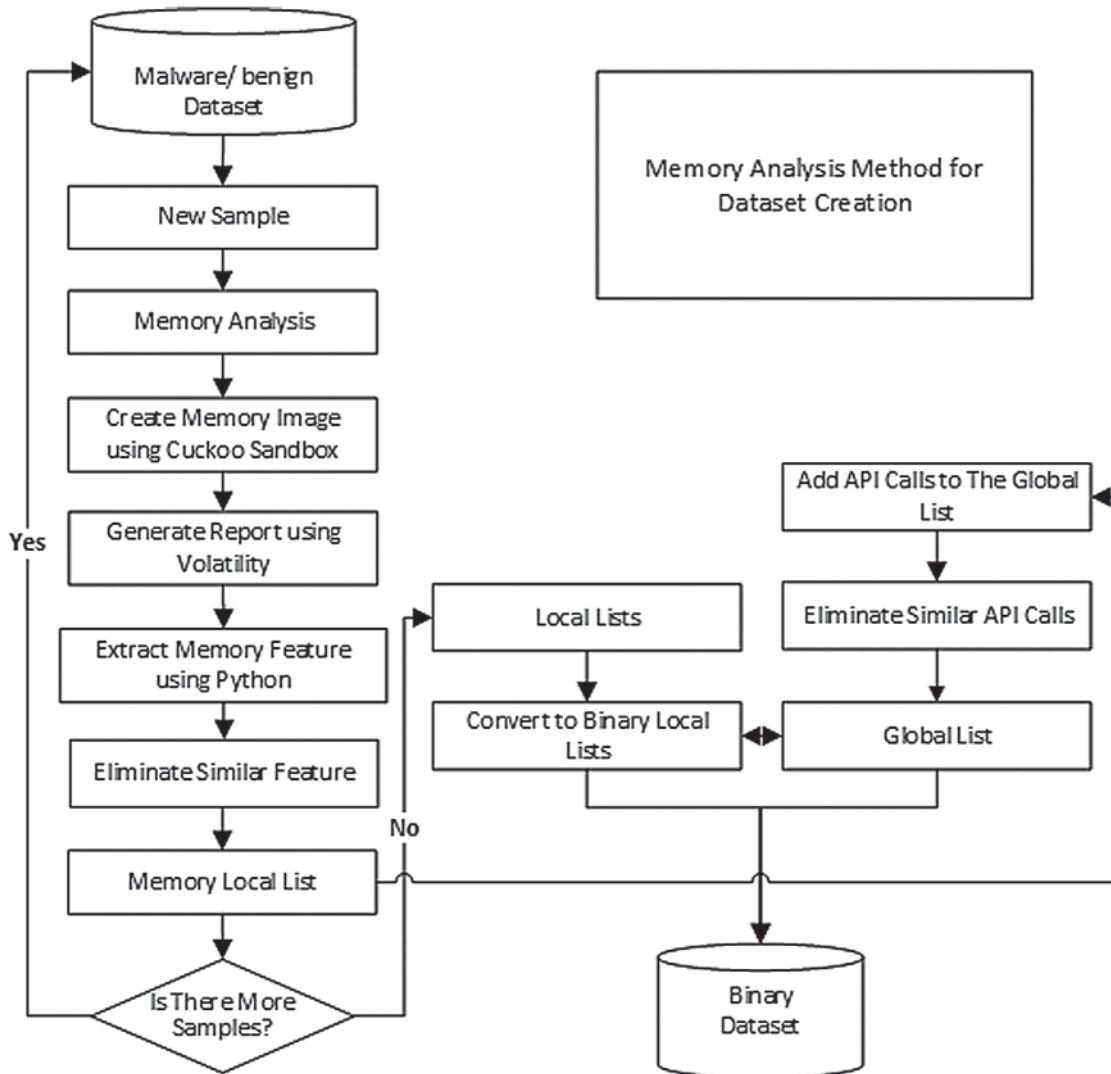 Malware/ benign
Dataset
New Sample
Memory Analysis
Create Memory Image
using Cuckoo Sandbox
Generate Report using
Volatility
Extract Memory Feature
using Python
Eliminate Similar Feature
Memory Local List
Is There More
Samples?
Yes
No
Local Lists
Convert to Binary Local
Lists
Memory Analysis Method for
Dataset Creation
Add API Calls to The Global
List
Eliminate Similar API Calls
Global List
Binary
Dataset